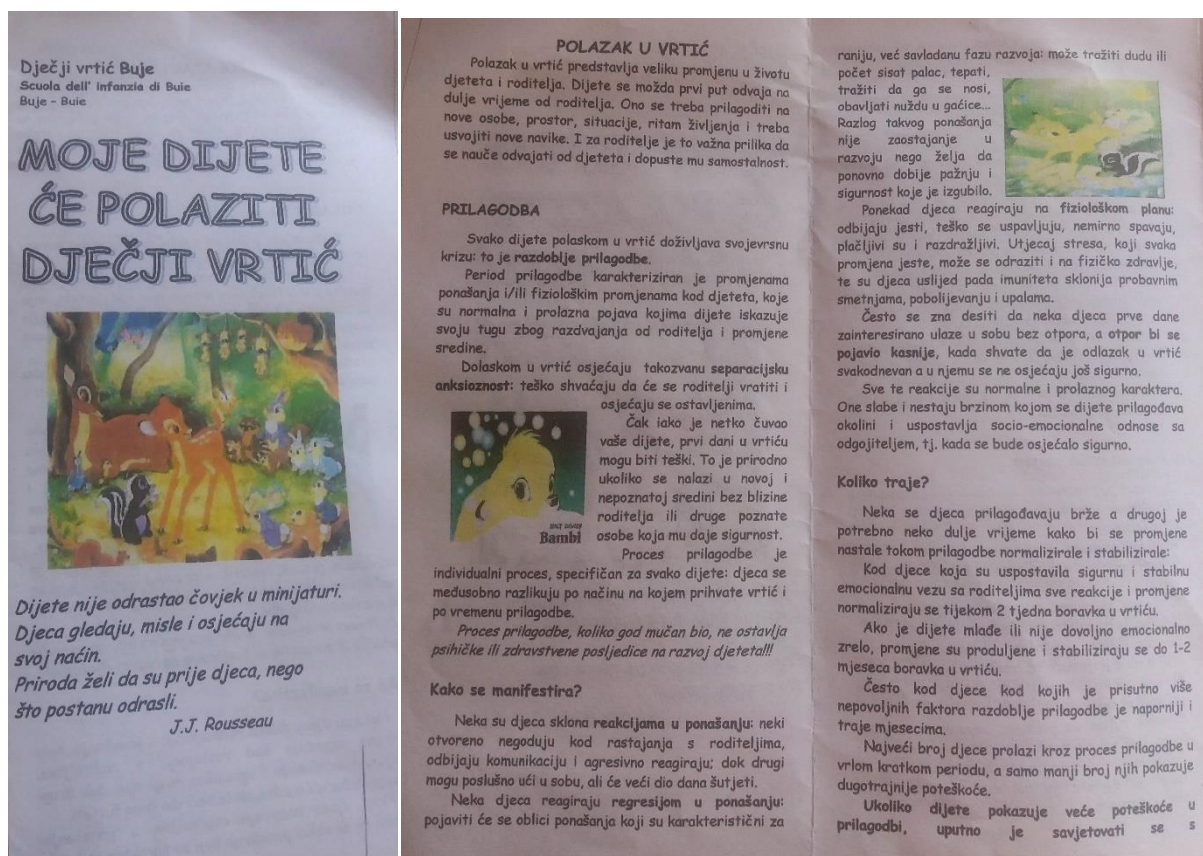 Dječji vrtić Buje
Scuola dell' infanzia di Buie
Buje - Buie
MOJE DIJETE
ĆE POLAZITI
DJEČJI VRTIĆ
Dijete nije odrastao čovjek u minijaturi.
Djeca gledaju, misle i osjećaju na
svoj naćin.
Priroda želi da su prije djeca, nego
što postanu odrasli.
J.J. Rousseau
POLAZAK U VRTIĆ
Polazak u vrtić predstavlja veliku promjenu u životu
djeteta i roditelja. Dijete se možda prvi put odvaja na
dulje vrijeme od roditelja. Ono se treba prilagoditi na
nove osobe, prostor, situacije, ritam življenja i treba
usvojiti nove navike. I za roditelje je to važna prilika da
se nauče odvajati od djeteta i dopuste mu samostalnost.
PRILAGODBA
Svako dijete polaskom u vrtić doživljava svojevrsnu
krizu: to je razdoblje prilagodbe.
Period prilagodbe karakteriziran je promjenama
ponašanja i/ili fiziološkim promjenama kod djeteta, koje
su normalna i prolazna pojava kojima dijete iskazuje
svoju tugu zbog razdvajanja od roditelja i promjene
sredine.
Dolaskom u vrtić osjećaju takozvanu separacijsku
anksioznost: teško shvaćaju da će se roditelji vratiti i
osjećaju se ostavljenima.
Čak iako je netko čuvao
vaše dijete, prvi dani u vrtiću
mogu biti teški. To je prirodno
ukoliko se nalazi u novoj i
nepoznatoj sredini bez blizine
roditelja ili druge poznate
osobe koja mu daje sigurnost.
WALT DISNEY
Bambi
Proces prilagodbe je
individualni proces, specifičan za svako dijete: djeca se
međusobno razlikuju po načinu na kojem prihvate vrtić i
po vremenu prilagodbe.
Proces prilagodbe, koliko god mučan bio, ne ostavlja
psihičke ili zdravstvene posljedice na razvoj djeteta!!!
Kako se manifestira?
Neka su djeca sklona reakcijama u ponašanju: neki
otvoreno negoduju kod rastajanja s roditeljima,
odbijaju komunikaciju i agresivno reagiraju; dok drugi
mogu poslušno ući u sobu, ali će veći dio dana šutjeti.
Neka djeca reagiraju regresijom u ponašanju:
pojaviti će se oblici ponašanja koji su karakteristični za
raniju, već savladanu fazu razvoja: može tražiti dudu ili
počet sisat palac, tepati,
tražiti da ga se nosi,
obavljati nuždu u gaćice...
Razlog takvog ponašanja
nije zaostajanje u
razvoju nego želja da
ponovno dobije pažnju i
sigurnost koje je izgubilo.
Ponekad djeca reagiraju na fiziološkom planu:
odbijaju jesti, teško se uspavljuju, nemirno spavaju,
plačljivi su i razdražljivi. Utjecaj stresa, koji svaka
promjena jeste, može se odraziti i na fizičko zdravlje,
te su djeca uslijed pada imuniteta sklonija probavnim
smetnjama, pobolijevanju i upalama.
Često se zna desiti da neka djeca prve dane
zainteresirano ulaze u sobu bez otpora, a otpor bi se
pojavio kasnije, kada shvate da je odlazak u vrtić
svakodnevan a u njemu se ne osjećaju još sigurno.
Sve te reakcije su normalne i prolaznog karaktera.
One slabe i nestaju brzinom kojom se dijete prilagođava
okolini i uspostavlja socio-emocionalne odnose sa
odgojiteljem, tj. kada se bude osjećalo sigurno.
Koliko traje?
Neka se djeca prilagođavaju brže a drugoj je
potrebno neko dulje vrijeme kako bi se promjene
nastale tokom prilagodbe normalizirale i stabilizirale:
Kod djece koja su uspostavila sigurnu i stabilnu
emocionalnu vezu sa roditeljima sve reakcije i promjene
normaliziraju se tijekom 2 tjedna boravka u vrtiću.
Ako je dijete mlađe ili nije dovoljno emocionalno
zrelo, promjene su produljene i stabiliziraju se do 1-2
mjeseca boravka u vrtiću.
Često kod djece kod kojih je prisutno više
nepovoljnih faktora razdoblje prilagodbe je naporniji i
traje mjesecima.
Najveći broj djece prolazi kroz proces prilagodbe u
vrlom kratkom periodu, a samo manji broj njih pokazuje
dugotrajnije poteškoće.
Ukoliko dijete pokazuje veće poteškoće u
prilagodbi, uputno je savjetovati se s